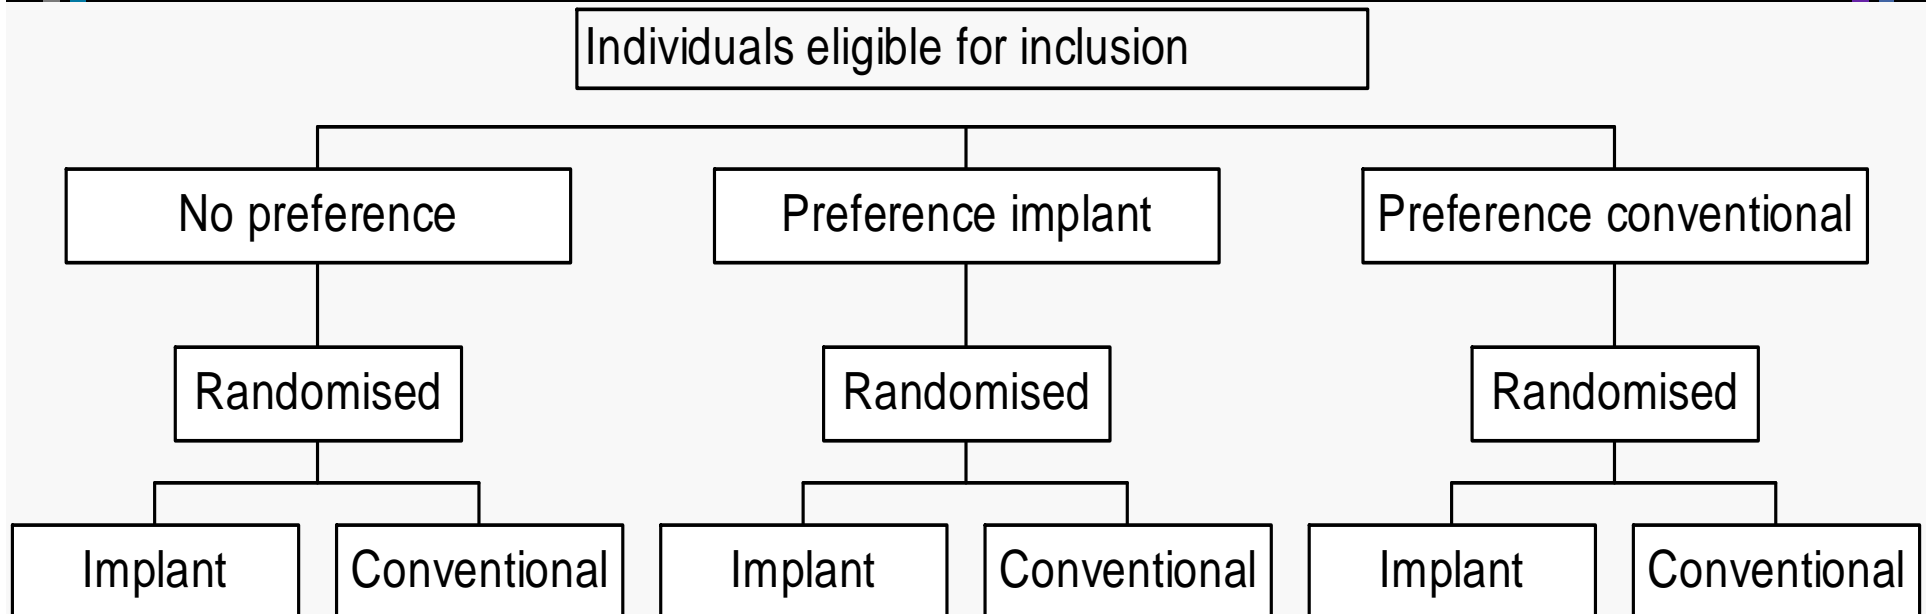 Individuals eligible for inclusion
No preference
Preference implant
Preference conventional
Randomised
Randomised
Randomised
Implant
Conventional
Implant
Conventional
Implant
Conventional